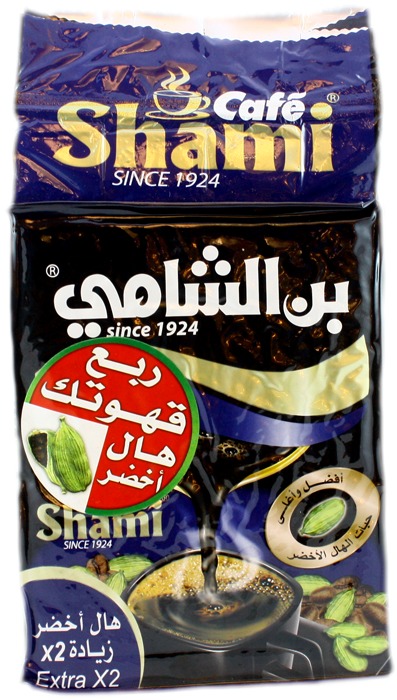 Café
Shami®
SINCE 1924
بن الشامي®
since 1924
ربع
قهوتك
هال
أخضر
أفضل وأغلى
حبات الهال الأخضر
Shami
SINCE 1924
هال أخضر
زيادة X2
Extra X2